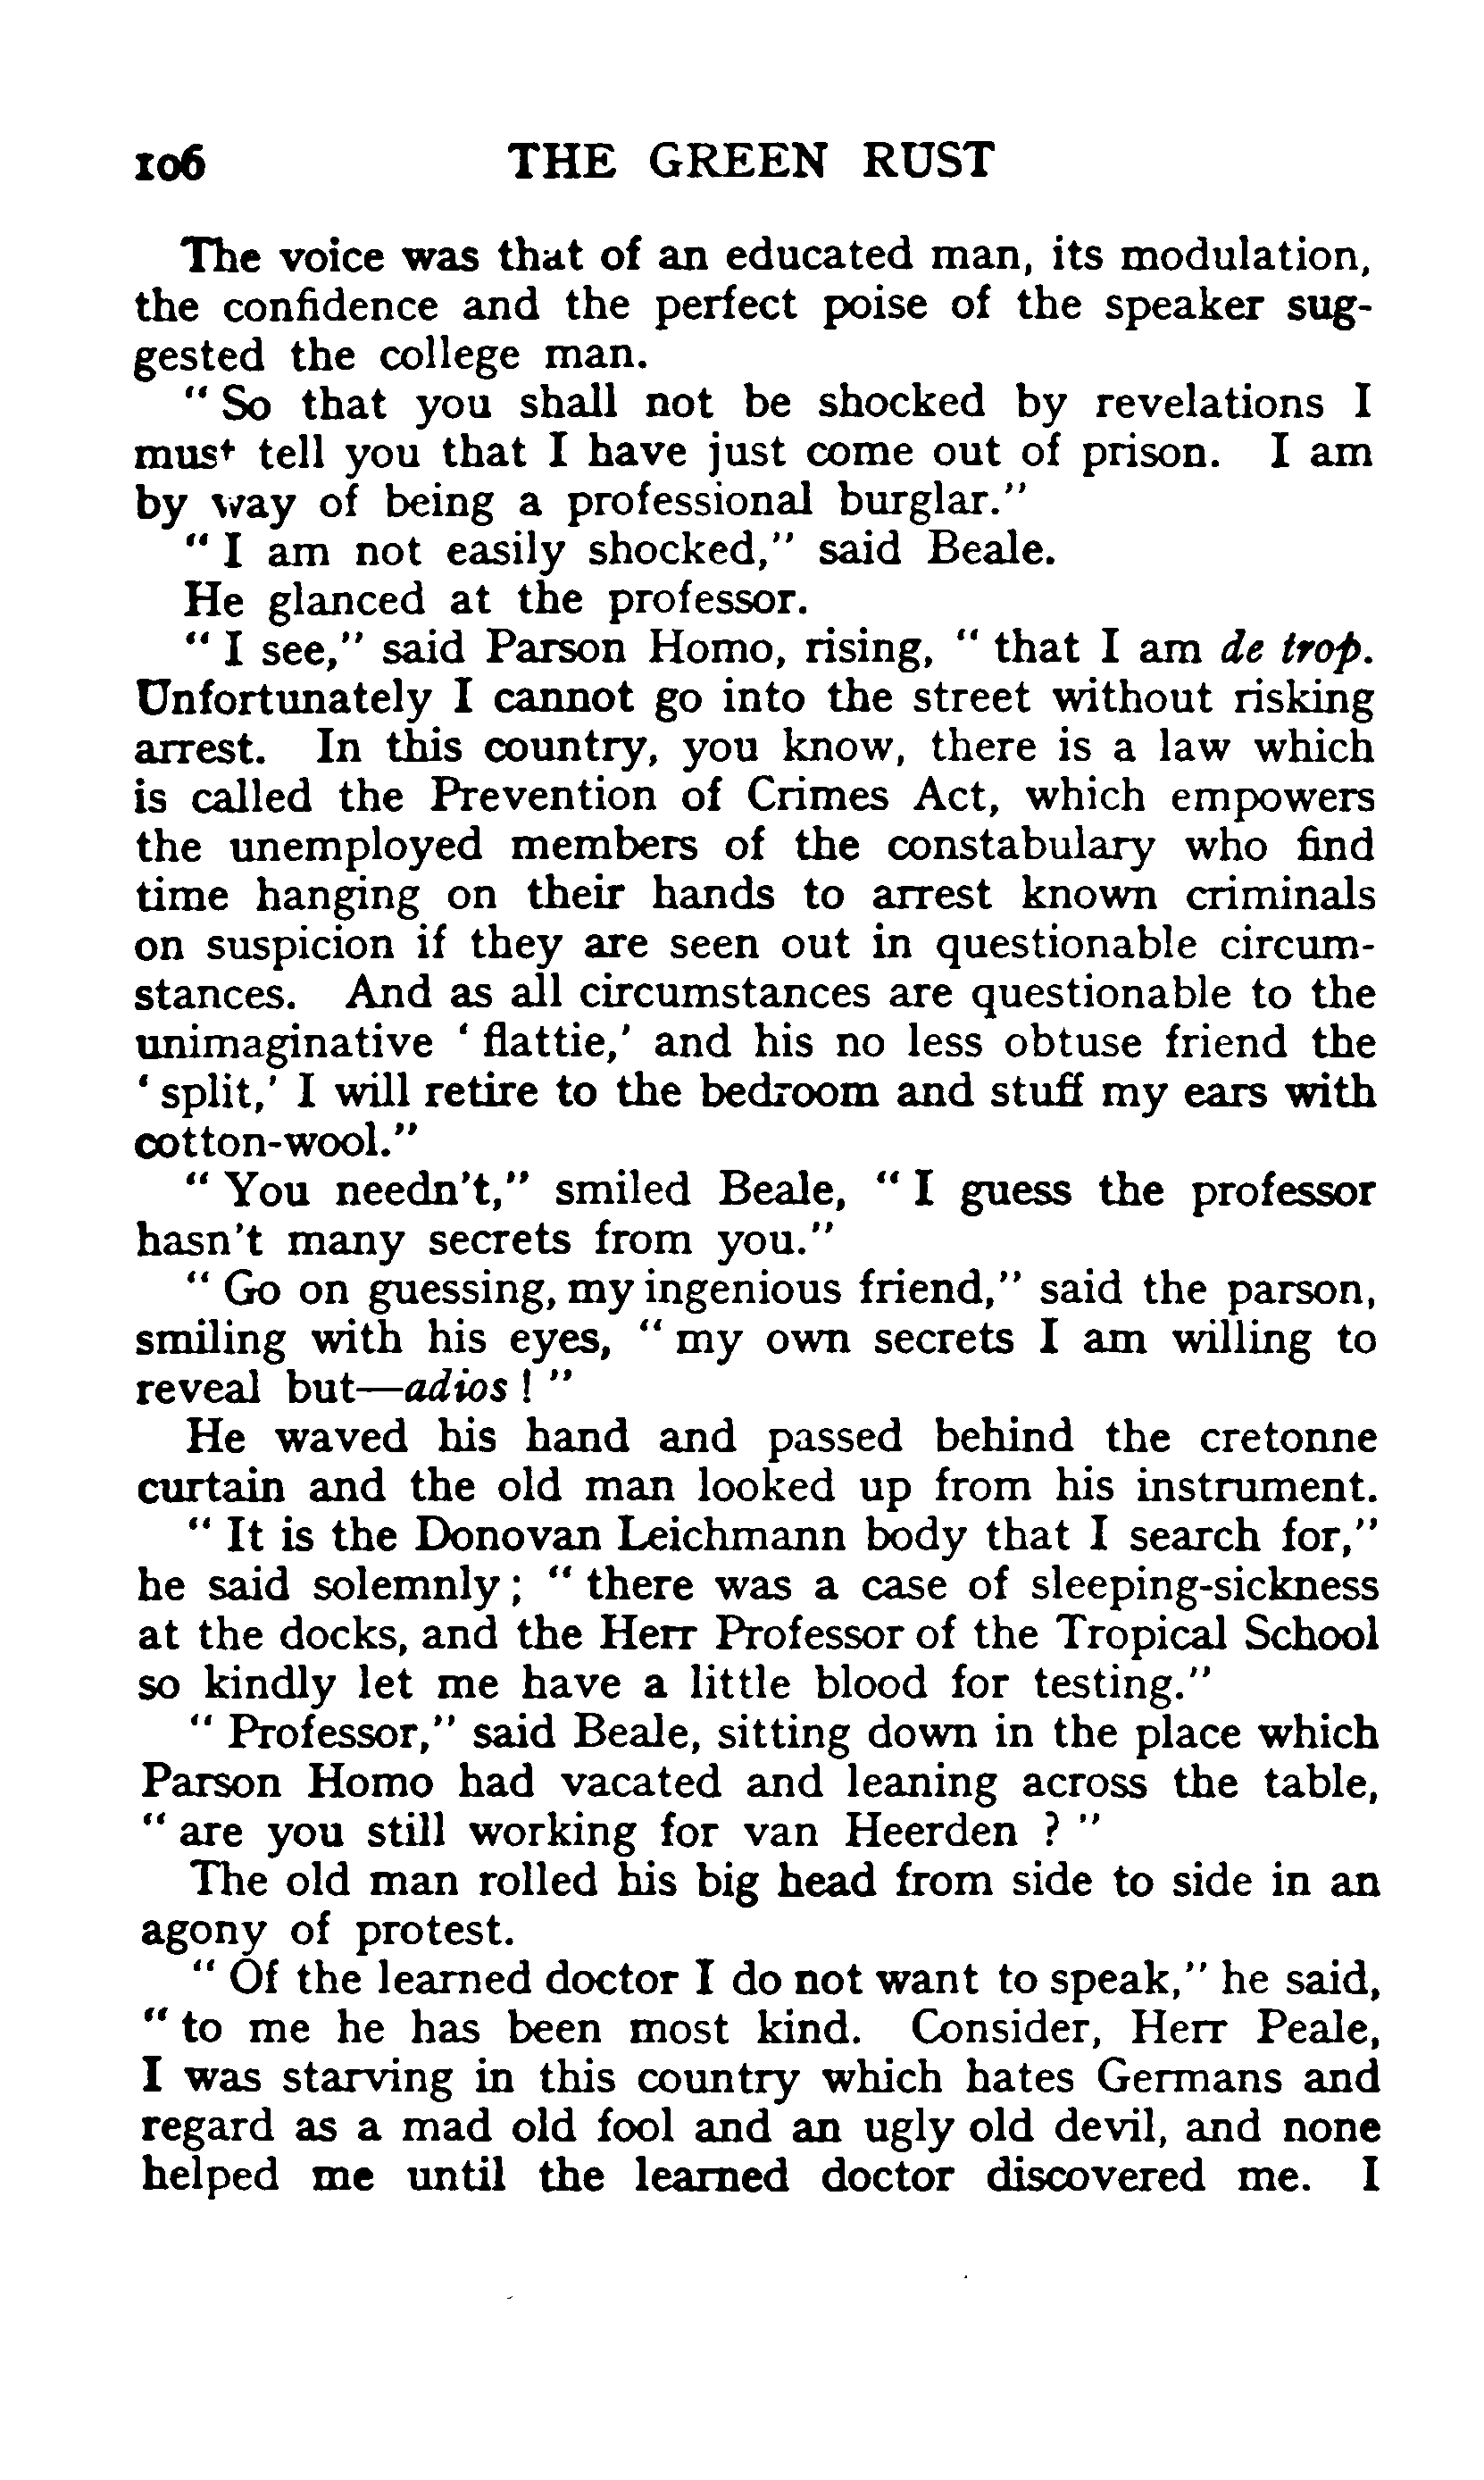 106 THE GREEN RUST
The voice was that of an educated man, its modulation,
the confidence and the perfect poise of the speaker sug-
gested the college man.
" So that you shall not be shocked by revelations I
must tell you that I have just come out of prison. I am
by way of being a professional burglar."
" I am not easily shocked," said Beale.
He glanced at the professor.
" I see," said Parson Homo, rising, " that I am de trop.
Unfortunately I cannot go into the street without risking
arrest. In this country, you know, there is a law which
is called the Prevention of Crimes Act, which empowers
the unemployed members of the constabulary who find
time hanging on their hands to arrest known criminals
on suspicion if they are seen out in questionable circum-
stances. And as all circumstances are questionable to the
unimaginative ' flattie,' and his no less obtuse friend the
' split,' I will retire to the bedroom and stuff my ears with
cotton-wool."
" You needn't," smiled Beale, " I guess the professor
hasn't many secrets from you."
" Go on guessing, my ingenious friend," said the parson,
smiling with his eyes, " my own secrets I am willing to
reveal but—adios ! "
He waved his hand and passed behind the cretonne
curtain and the old man looked up from his instrument.
" It is the Donovan Leichmann body that I search for,"
he said solemnly ; " there was a case of sleeping-sickness
at the docks, and the Herr Professor of the Tropical School
so kindly let me have a little blood for testing."
" Professor," said Beale, sitting down in the place which
Parson Homo had vacated and leaning across the table,
" are you still working for van Heerden ? "
The old man rolled his big head from side to side in an
agony of protest.
" Of the learned doctor I do not want to speak," he said,
" to me he has been most kind. Consider, Herr Peale,
I was starving in this country which hates Germans and
regard as a mad old fool and an ugly old devil, and none
helped me until the learned doctor discovered me. I